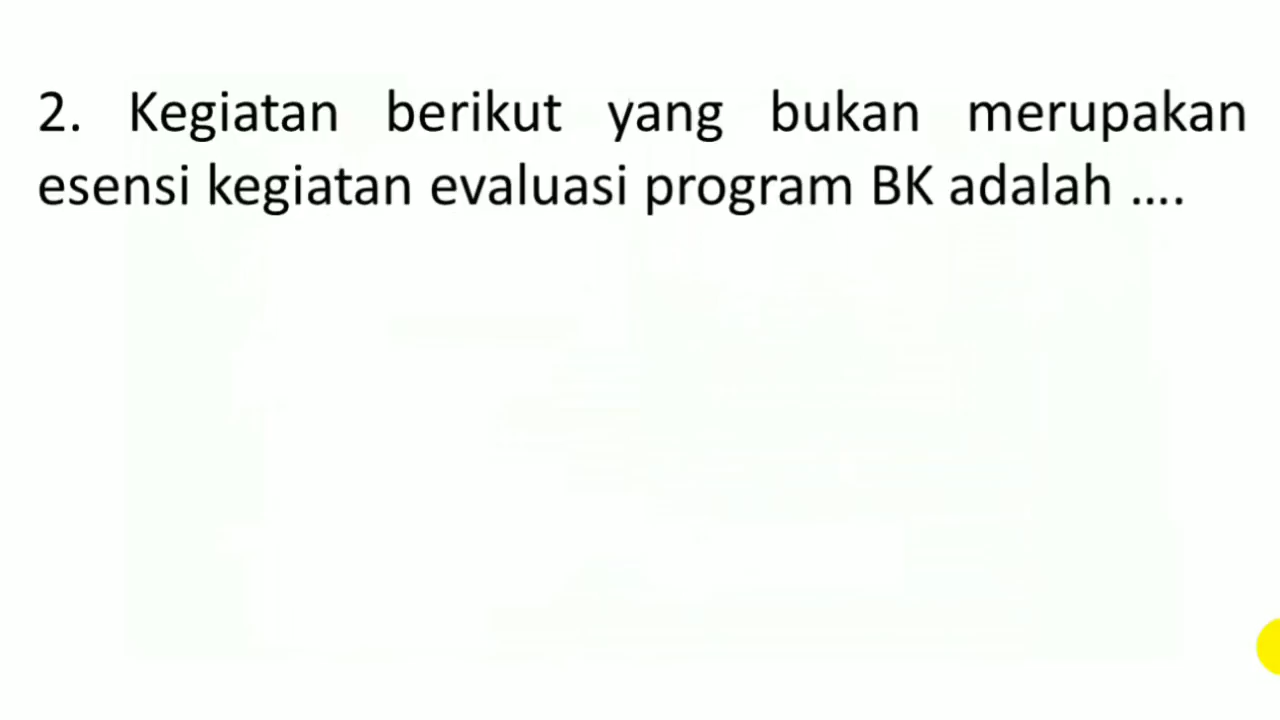 2. Kegiatan berikut yang bukan merupakan
esensi kegiatan evaluasi program BK adalah ....